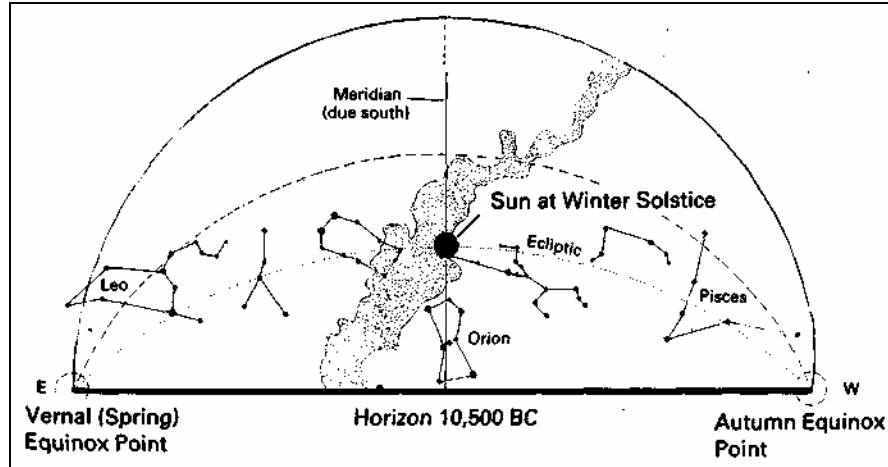 Meridian
(due south)
Sun at Winter Solstice
Ecliptic
Leo
Pisces
Orion
E
W
Vernal (Spring)
Equinox Point
Horizon 10,500 BC
Autumn Equinox
Point